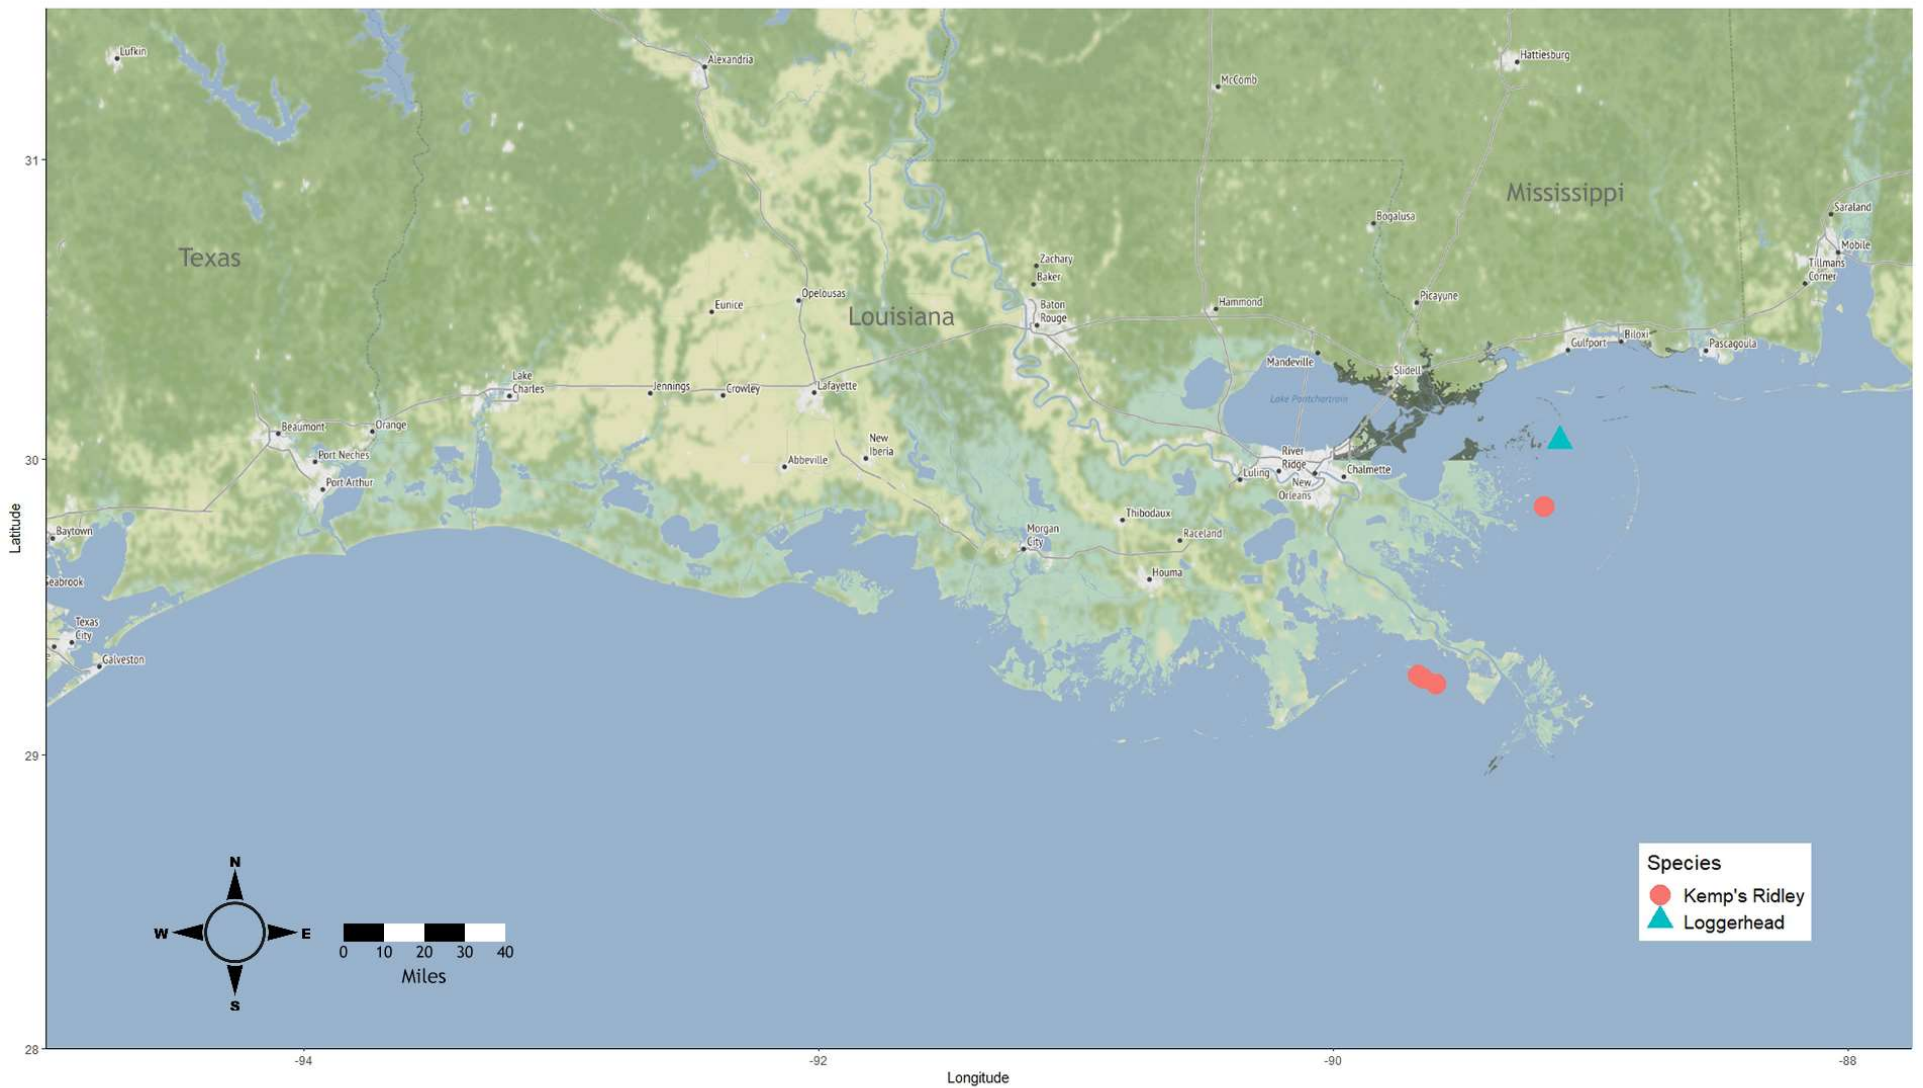 Lufkin
Alexandria
McComb
Hattiesburg
31
Mississippi
Bogalusa
Saraland
Texas
Mobile
Zachary
Tillmans
Corner
Baker
Opelousas
Picayune
Eunice
Louisiana
Baton
Rouge
Hammond
Biloxi
Gulfport
Pascagoula
Mandeville
Slidell
Lake
Charles
Jennings
Crowley
Lafayette
Lake Pontchartrain
Beaumont
Orange
New
Iberia
30
Port Neches
Abbeville
River
Ridge
Luling
Chalmette
Port Arthur
New
Orleans
Latitude
Baytown
Thibodaux
Morgan
City
Raceland
Seabrook
Houma
Texas
City
Galveston
29
N
W
E
S
0 10 20 30 40
Miles
Species
Kemp's Ridley
Loggerhead
28
-94 -92 -90 -88
Longitude